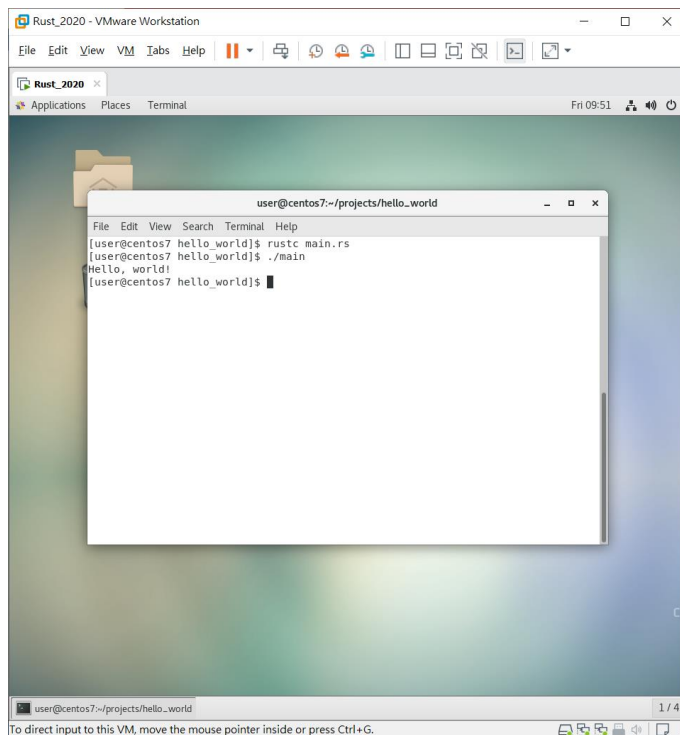 Rust_2020 - VMware Workstation
File Edit View VM Tabs Help
Rust_2020
Applications Places Terminal Fri 09:51
user@centos7:~/projects/hello_world
File Edit View Search Terminal Help
[user@centos7 hello_world]$ rustc main.rs
[user@centos7 hello_world]$ ./main
Hello, world!
[user@centos7 hello_world]$
user@centos7:~/projects/hello_world 1 / 4
To direct input to this VM, move the mouse pointer inside or press Ctrl+G.